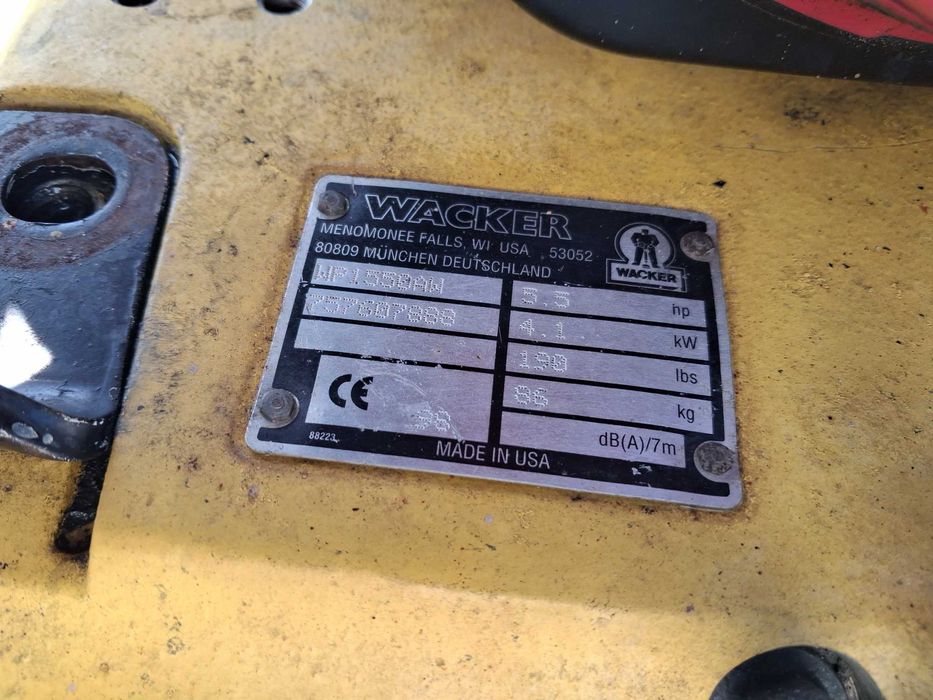 WACKER
MENOMONEE FALLS, WI USA 53052
80809 MÜNCHEN DEUTSCHLAND
WACKER
WP1550AW
757607888
5.5 hp
4.1 kW
190 lbs
86 kg
dB(A)/7m
CE
98
88223
MADE IN USA